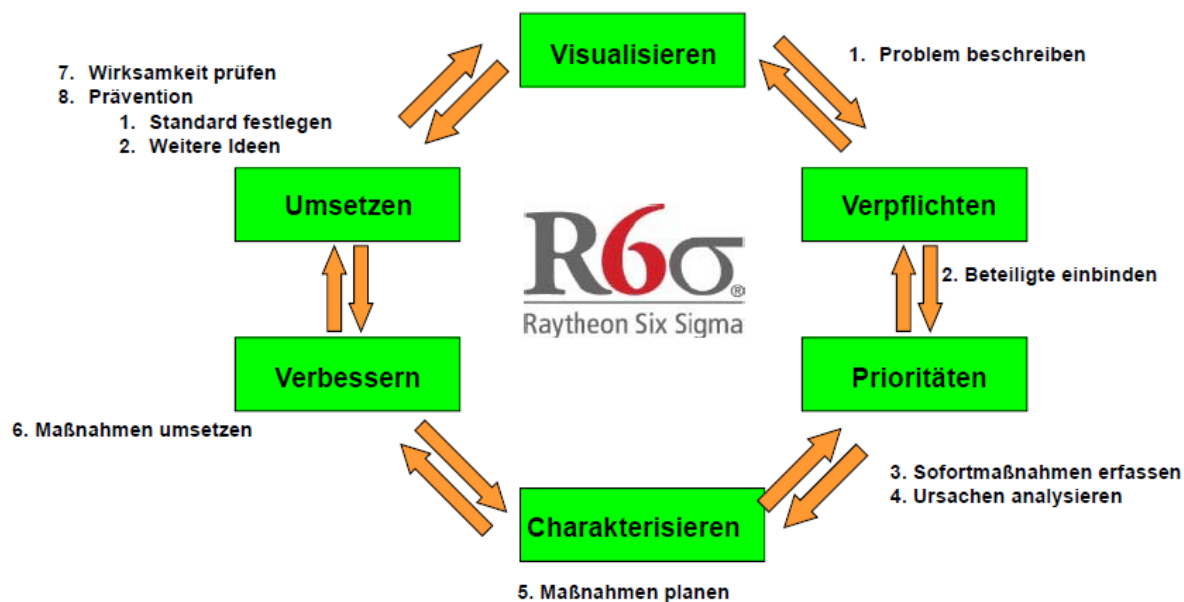 Visualisieren
1. Problem beschreiben
7. Wirksamkeit prüfen
8. Prävention
1. Standard festlegen
2. Weitere Ideen
Umsetzen
Verpflichten
R6σ®
Raytheon Six Sigma
2. Beteiligte einbinden
Verbessern
Prioritäten
6. Maßnahmen umsetzen
3. Sofortmaßnahmen erfassen
4. Ursachen analysieren
Charakterisieren
5. Maßnahmen planen